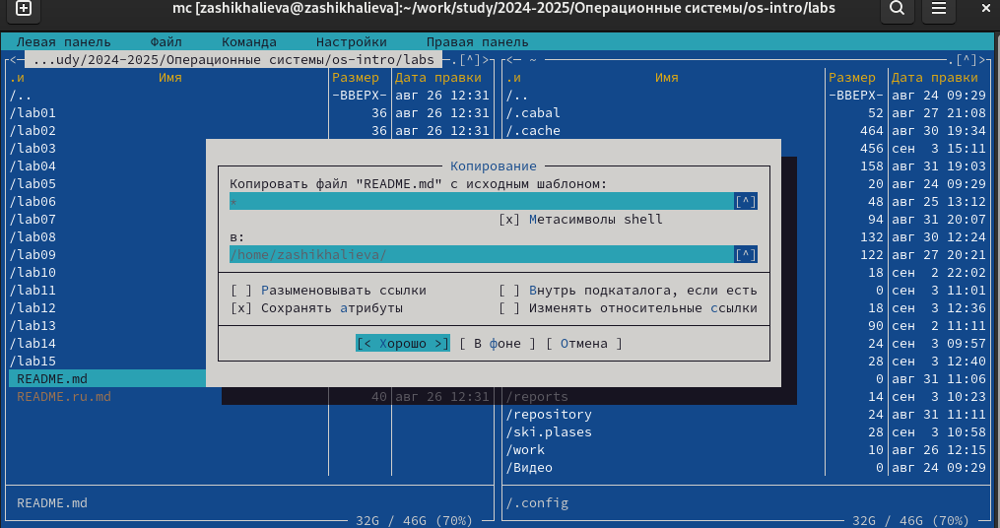 mc [zashikhalieva@zashikhalieva]:~/work/study/2024-2025/Операционные системы/os-intro/labs
Левая панель Файл Команда Настройки Правая панель
<— ...udy/2024-2025/Операционные системы/os-intro/labs —.[^]> <— ~ —.[^]>
.и Имя Размер Дата правки .и Имя Размер Дата правки
/.. -ВВЕРХ- авг 26 12:31 /.. -ВВЕРХ- авг 24 09:29
/lab01 36 авг 26 12:31 /.cabal 52 авг 27 21:08
/lab02 36 авг 26 12:31 /.cache 464 авг 30 19:34
/lab03 456 сен 3 15:11
/lab04 Копирование 158 авг 31 19:03
/lab05 Копировать файл "README.md" с исходным шаблоном: 20 авг 24 09:29
/lab06 * [^] 48 авг 25 13:12
/lab07 [x] Метасимволы shell 94 авг 31 20:07
/lab08 в: 132 авг 30 12:24
/lab09 /home/zashikhalieva/ [^] 122 авг 27 20:21
/lab10 18 сен 2 22:02
/lab11 [ ] Разыменовывать ссылки [ ] Внутрь подкаталога, если есть 0 сен 3 11:01
/lab12 [x] Сохранять атрибуты [ ] Изменять относительные ссылки 18 сен 3 12:36
/lab13 90 сен 2 11:11
/lab14 [< Хорошо >] [ В фоне ] [ Отмена ] 24 сен 3 09:57
/lab15 28 сен 3 12:40
README.md 0 авг 31 11:06
README.ru.md 40 авг 26 12:31 /reports 14 сен 3 10:23
/repository 24 авг 31 11:11
/ski.plases 28 сен 3 10:58
/work 10 авг 26 12:15
/Видео 0 авг 24 09:29
README.md /.config
32G / 46G (70%) 32G / 46G (70%)